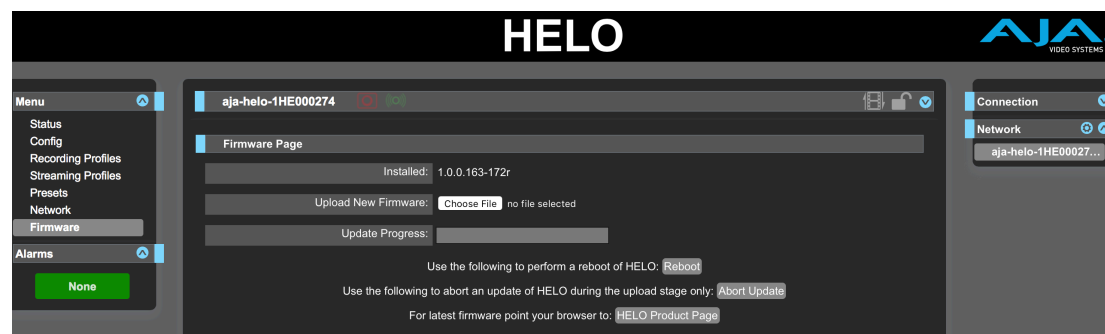 HELO
AJA
VIDEO SYSTEMS
Menu
Status
Config
Recording Profiles
Streaming Profiles
Presets
Network
Firmware
Alarms
None
aja-helo-1HE000274
Firmware Page
Installed: 1.0.0.163-172r
Upload New Firmware: Choose File no file selected
Update Progress:
Use the following to perform a reboot of HELO: Reboot
Use the following to abort an update of HELO during the upload stage only: Abort Update
For latest firmware point your browser to: HELO Product Page
Connection
Network
aja-helo-1HE00027...